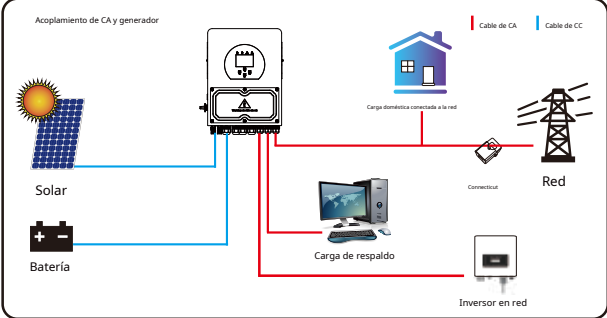 Acoplamiento de CA y generador
Cable de CA
Cable de CC
Carga doméstica conectada a la red
Solar
Connecticut
Red
Batería
Carga de respaldo
Inversor en red